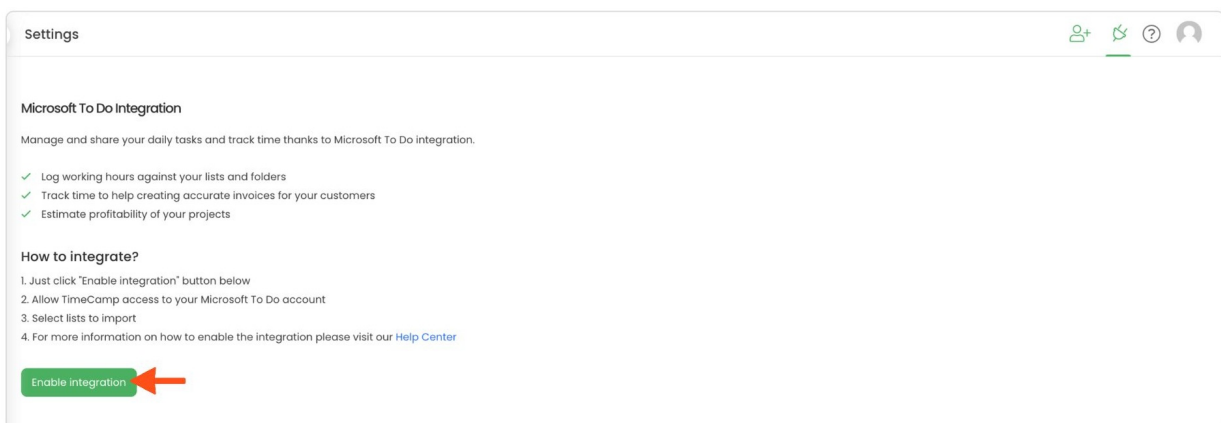 Settings
Microsoft To Do Integration
Manage and share your daily tasks and track time thanks to Microsoft To Do integration.
Log working hours against your lists and folders
Track time to help creating accurate invoices for your customers
Estimate profitability of your projects
How to integrate?
1. Just click "Enable integration" button below
2. Allow TimeCamp access to your Microsoft To Do account
3. Select lists to import
4. For more information on how to enable the integration please visit our Help Center
Enable integration